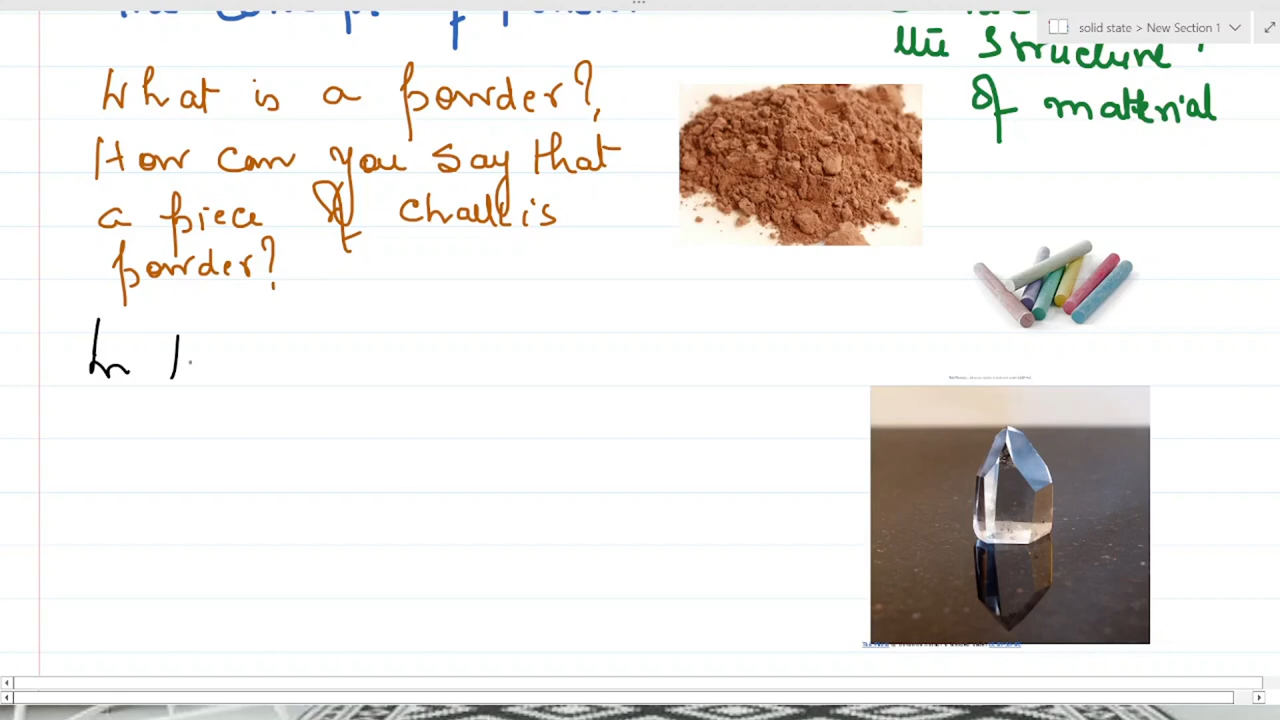 solid state > New Section 1
the structure
of material
What is a powder?
How can you say that
a piece of chalk is
powder?
In